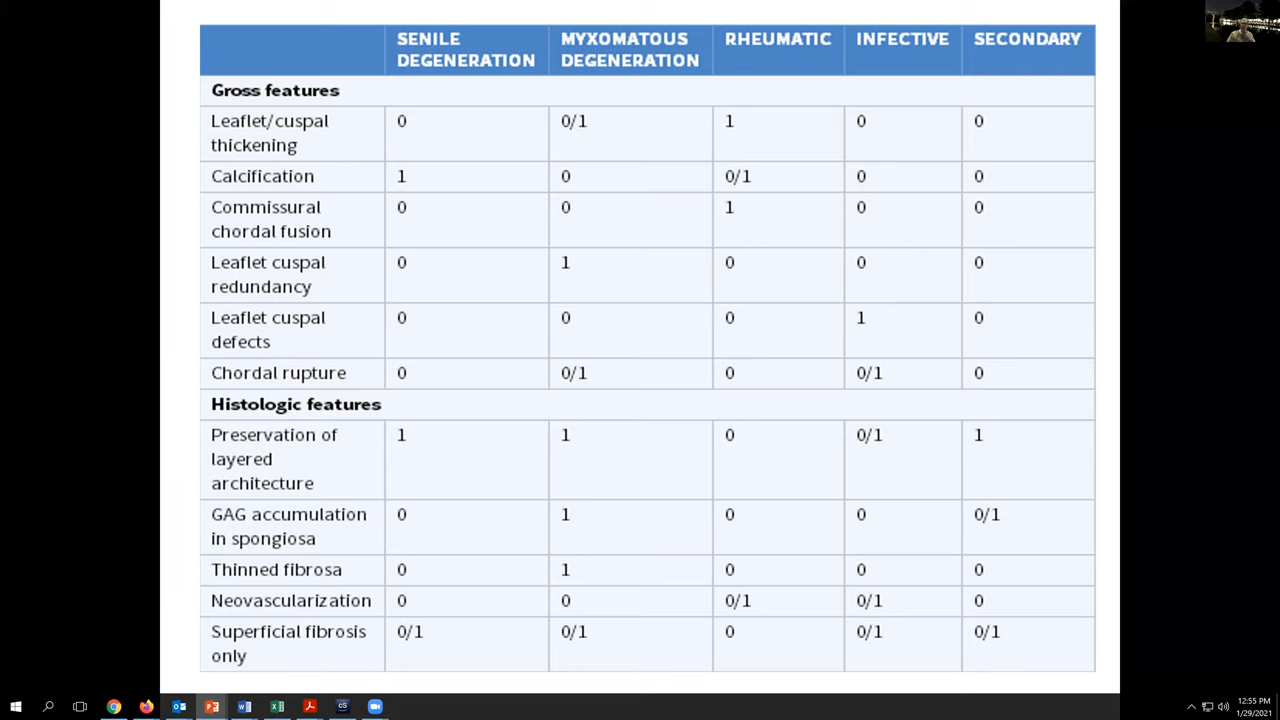 SENILE DEGENERATION MYXOMATOUS DEGENERATION RHEUMATIC INFECTIVE SECONDARY
Gross features
Leaflet/cuspal thickening 0 0/1 1 0 0
Calcification 1 0 0/1 0 0
Commissural chordal fusion 0 0 1 0 0
Leaflet cuspal redundancy 0 1 0 0 0
Leaflet cuspal defects 0 0 0 1 0
Chordal rupture 0 0/1 0 0/1 0
Histologic features
Preservation of layered architecture 1 1 0 0/1 1
GAG accumulation in spongiosa 0 1 0 0 0/1
Thinned fibrosa 0 1 0 0 0
Neovascularization 0 0 0/1 0/1 0
Superficial fibrosis only 0/1 0/1 0 0/1 0/1
12:55 PM
1/29/2021